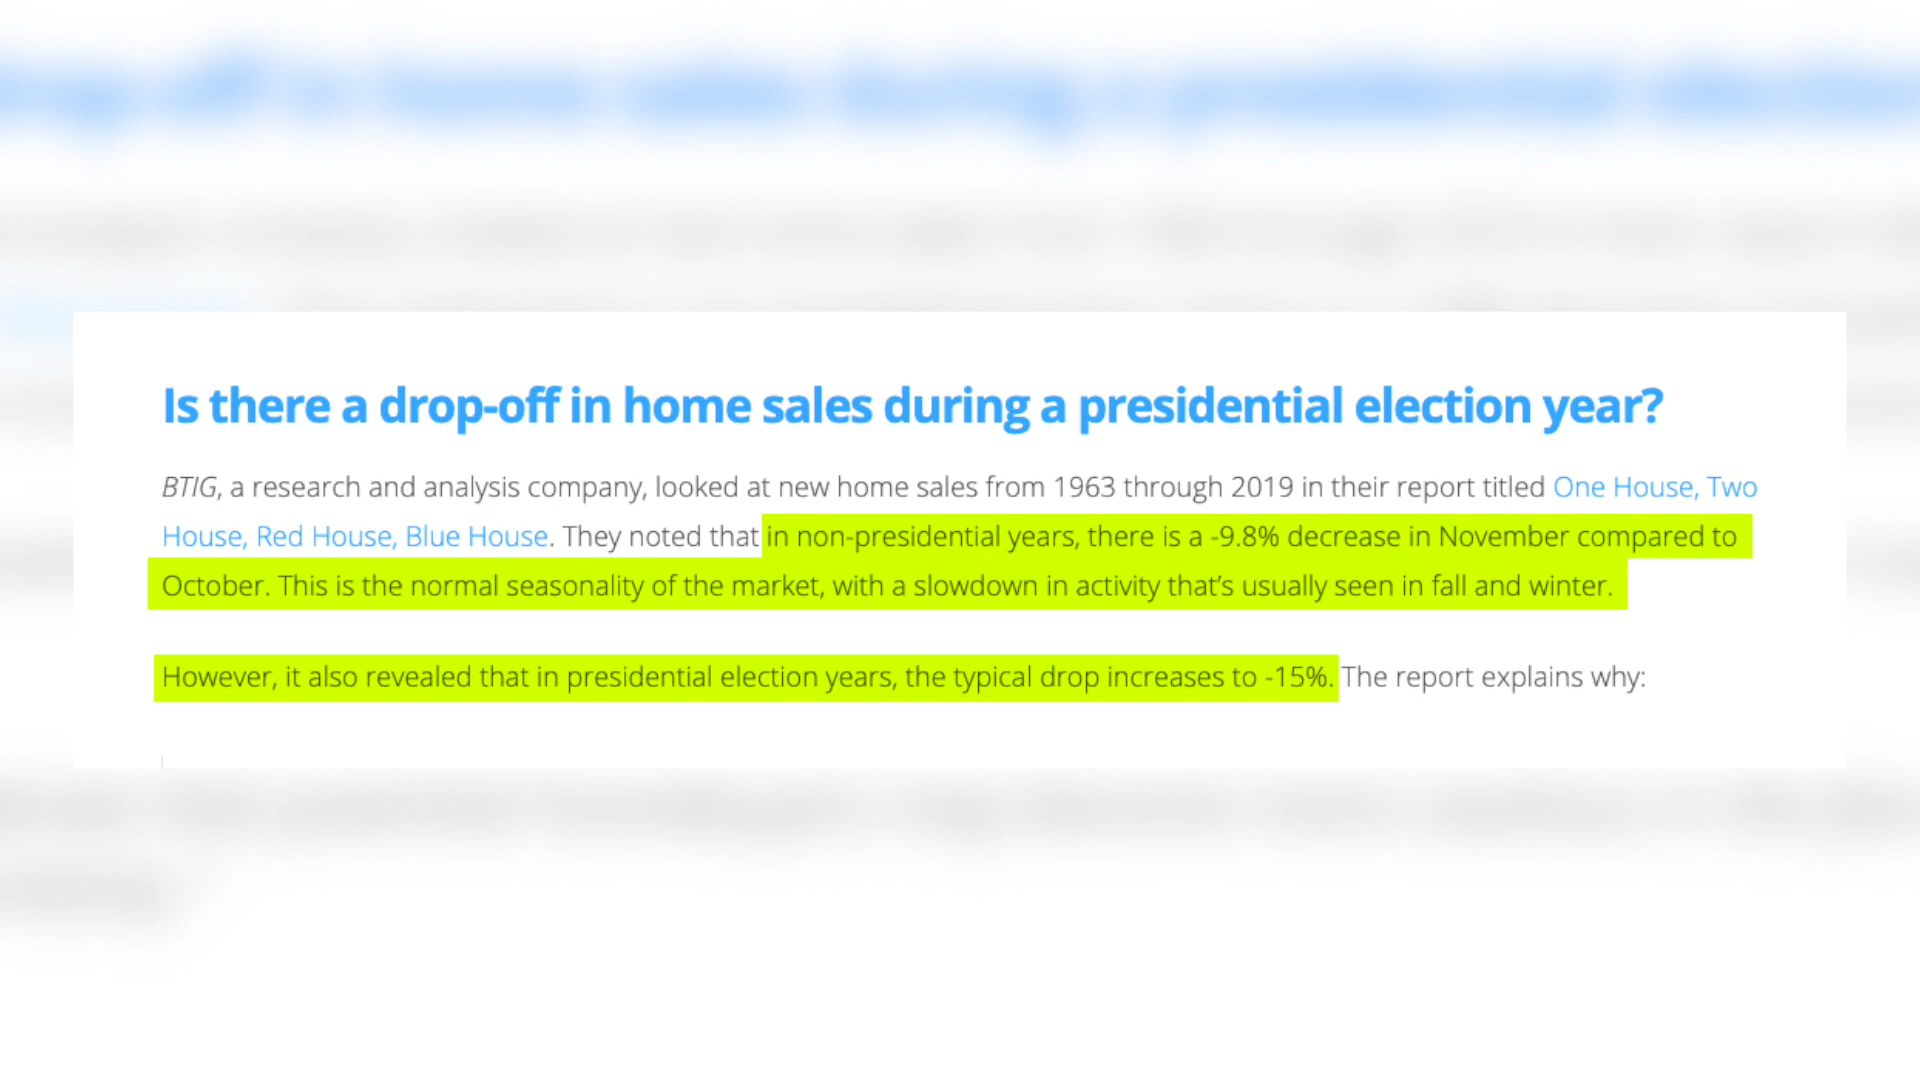 Is there a drop-off in home sales during a presidential election year?
BTIG, a research and analysis company, looked at new home sales from 1963 through 2019 in their report titled One House, Two
House, Red House, Blue House. They noted that in non-presidential years, there is a -9.8% decrease in November compared to
October. This is the normal seasonality of the market, with a slowdown in activity that’s usually seen in fall and winter.
However, it also revealed that in presidential election years, the typical drop increases to -15%. The report explains why: